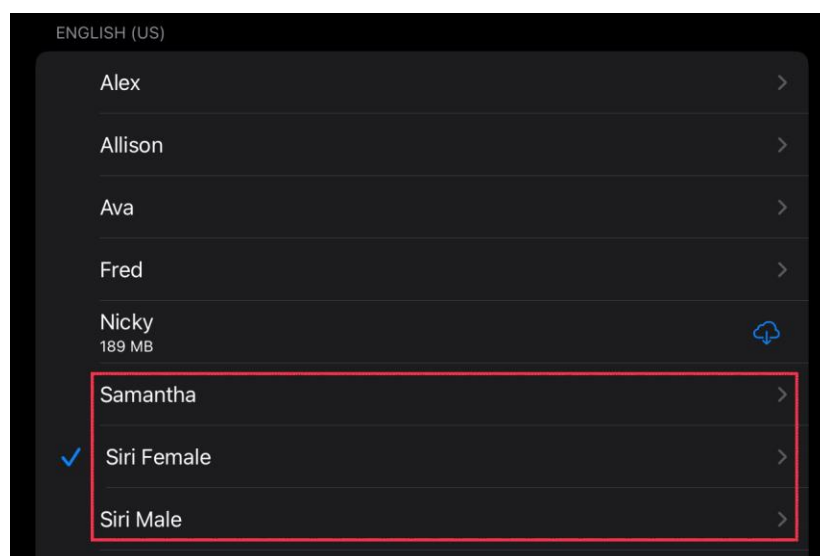 ENGLISH (US)
Alex
Allison
Ava
Fred
Nicky
189 MB
Samantha
Siri Female
Siri Male